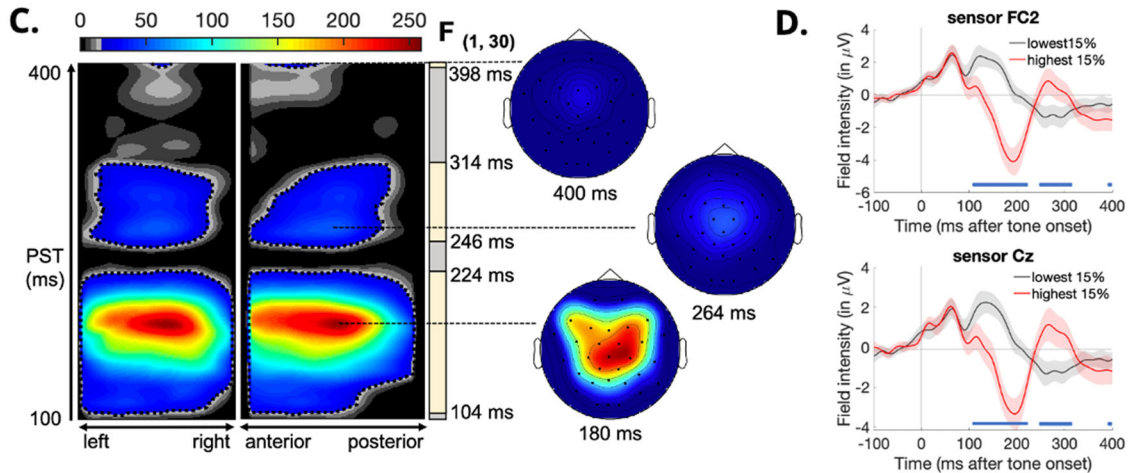 C.
0 50 100 150 200 250
F
(1, 30)
400
398 ms
314 ms
PST
(ms)
246 ms
224 ms
100
104 ms
left right anterior posterior
400 ms
264 ms
180 ms
D.
sensor FC2
4
2
0
-2
-4
-6
Field intensity (in μV)
lowest15%
highest 15%
-100 0 100 200 300 400
Time (ms after tone onset)
sensor Cz
4
2
0
-2
-4
Field intensity (in μV)
lowest 15%
highest 15%
-100 0 100 200 300 400
Time (ms after tone onset)